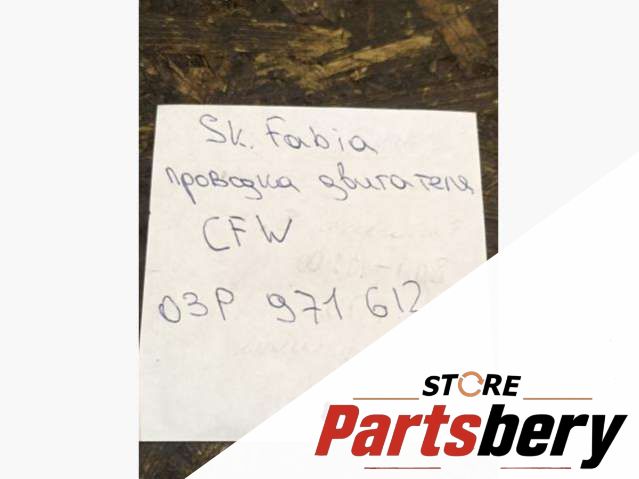 Sk. Fabia
проводка двигателя
CFW
03P 971 612
STORE
Partsbery